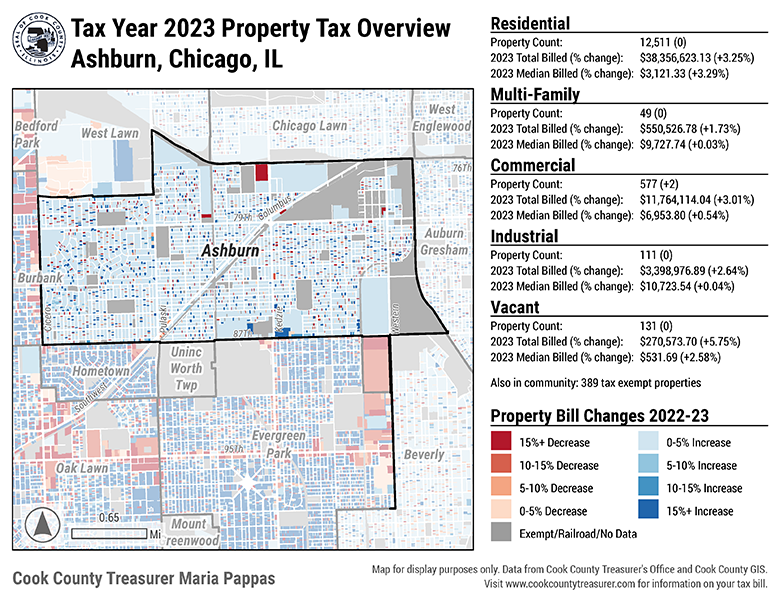 Tax Year 2023 Property Tax Overview
Ashburn, Chicago, IL
Bedford
Park
West Lawn
Chicago Lawn
West
Englewood
76Th
79Th
Columbus
Ashburn
Auburn
Gresham
Burbank
Cicero
Pulaski
Kedzie
Western
87Th
Hometown
Uninc
Worth
Twp
Southwest
Evergreen
Park
95Th
Oak Lawn
Beverly
0.65
Mi
Mount
Greenwood
Residential
Property Count: 12,511 (0)
2023 Total Billed (% change): $38,356,623.13 (+3.25%)
2023 Median Billed (% change): $3,121.33 (+3.29%)
Multi-Family
Property Count: 49 (0)
2023 Total Billed (% change): $550,526.78 (+1.73%)
2023 Median Billed (% change): $9,727.74 (+0.03%)
Commercial
Property Count: 577 (+2)
2023 Total Billed (% change): $11,764,114.04 (+3.01%)
2023 Median Billed (% change): $6,953.80 (+0.54%)
Industrial
Property Count: 111 (0)
2023 Total Billed (% change): $3,398,976.89 (+2.64%)
2023 Median Billed (% change): $10,723.54 (+0.04%)
Vacant
Property Count: 131 (0)
2023 Total Billed (% change): $270,573.70 (+5.75%)
2023 Median Billed (% change): $531.69 (+2.58%)
Also in community: 389 tax exempt properties
Property Bill Changes 2022-23
15%+ Decrease
10-15% Decrease
5-10% Decrease
0-5% Decrease
0-5% Increase
5-10% Increase
10-15% Increase
15%+ Increase
Exempt/Railroad/No Data
Cook County Treasurer Maria Pappas
Map for display purposes only. Data from Cook County Treasurer's Office and Cook County GIS.
Visit www.cookcountytreasurer.com for information on your tax bill.